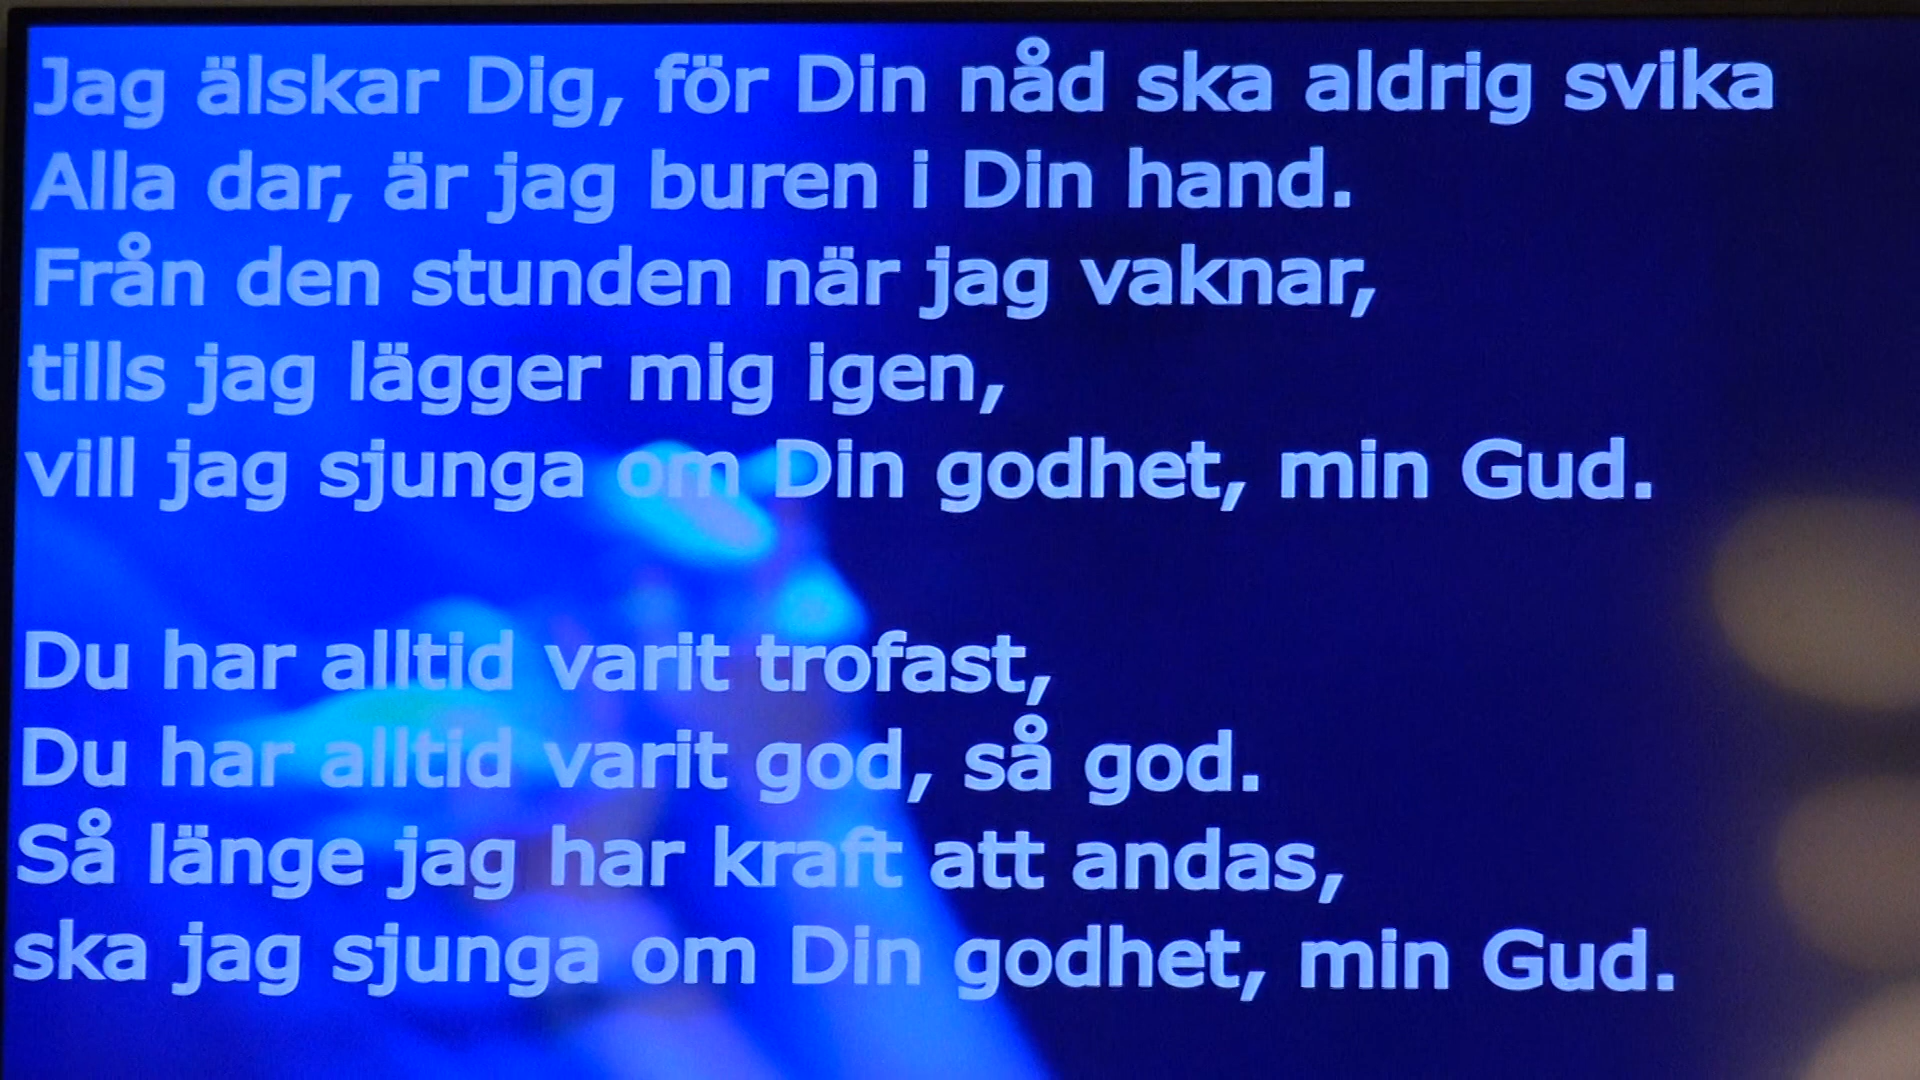 Jag älskar Dig, för Din nåd ska aldrig svika
Alla dar, är jag buren i Din hand.
Från den stunden när jag vaknar,
tills jag lägger mig igen,
vill jag sjunga om Din godhet, min Gud.
Du har alltid varit trofast,
Du har alltid varit god, så god.
Så länge jag har kraft att andas,
ska jag sjunga om Din godhet, min Gud.